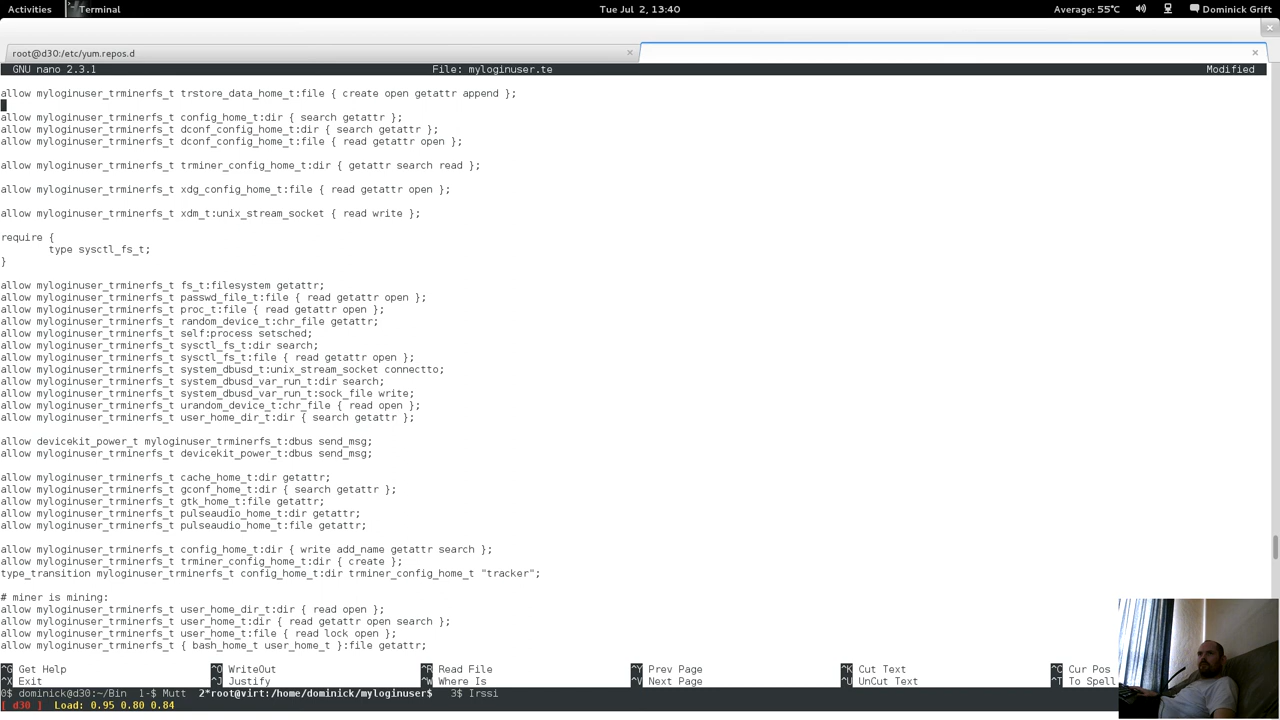 Activities Terminal Tue Jul 2, 13:40 Average: 55°C Dominick Grift
root@d30:/etc/yum.repos.d
GNU nano 2.3.1 File: myloginuser.te Modified
allow myloginuser_trminerfs_t trstore_data_home_t:file { create open getattr append };
allow myloginuser_trminerfs_t config_home_t:dir { search getattr };
allow myloginuser_trminerfs_t dconf_config_home_t:dir { search getattr };
allow myloginuser_trminerfs_t dconf_config_home_t:file { read getattr open };
allow myloginuser_trminerfs_t trminer_config_home_t:dir { getattr search read };
allow myloginuser_trminerfs_t xdg_config_home_t:file { read getattr open };
allow myloginuser_trminerfs_t xdm_t:unix_stream_socket { read write };
require {
type sysctl_fs_t;
}
allow myloginuser_trminerfs_t fs_t:filesystem getattr;
allow myloginuser_trminerfs_t passwd_file_t:file { read getattr open };
allow myloginuser_trminerfs_t proc_t:file { read getattr open };
allow myloginuser_trminerfs_t random_device_t:chr_file getattr;
allow myloginuser_trminerfs_t self:process setsched;
allow myloginuser_trminerfs_t sysctl_fs_t:dir search;
allow myloginuser_trminerfs_t sysctl_fs_t:file { read getattr open };
allow myloginuser_trminerfs_t system_dbusd_t:unix_stream_socket connectto;
allow myloginuser_trminerfs_t system_dbusd_var_run_t:dir search;
allow myloginuser_trminerfs_t system_dbusd_var_run_t:sock_file write;
allow myloginuser_trminerfs_t urandom_device_t:chr_file { read open };
allow myloginuser_trminerfs_t user_home_dir_t:dir { search getattr };
allow devicekit_power_t myloginuser_trminerfs_t:dbus send_msg;
allow myloginuser_trminerfs_t devicekit_power_t:dbus send_msg;
allow myloginuser_trminerfs_t cache_home_t:dir getattr;
allow myloginuser_trminerfs_t gconf_home_t:dir { search getattr };
allow myloginuser_trminerfs_t gtk_home_t:file getattr;
allow myloginuser_trminerfs_t pulseaudio_home_t:dir getattr;
allow myloginuser_trminerfs_t pulseaudio_home_t:file getattr;
allow myloginuser_trminerfs_t config_home_t:dir { write add_name getattr search };
allow myloginuser_trminerfs_t trminer_config_home_t:dir { create };
type_transition myloginuser_trminerfs_t config_home_t:dir trminer_config_home_t "tracker";
# miner is mining:
allow myloginuser_trminerfs_t user_home_dir_t:dir { read open };
allow myloginuser_trminerfs_t user_home_t:dir { read getattr open search };
allow myloginuser_trminerfs_t user_home_t:file { read lock open };
allow myloginuser_trminerfs_t { bash_home_t user_home_t }:file getattr;
^G Get Help ^O WriteOut ^R Read File ^Y Prev Page ^K Cut Text ^C Cur Pos
^X Exit ^J Justify ^W Where Is ^V Next Page ^U UnCut Text ^T To Spell
0$ dominick@d30:~/Bin 1-$ Mutt 2*root@virt:/home/dominick/myloginuser$ 3$ Irssi
[ d30 ] Load: 0.95 0.80 0.84